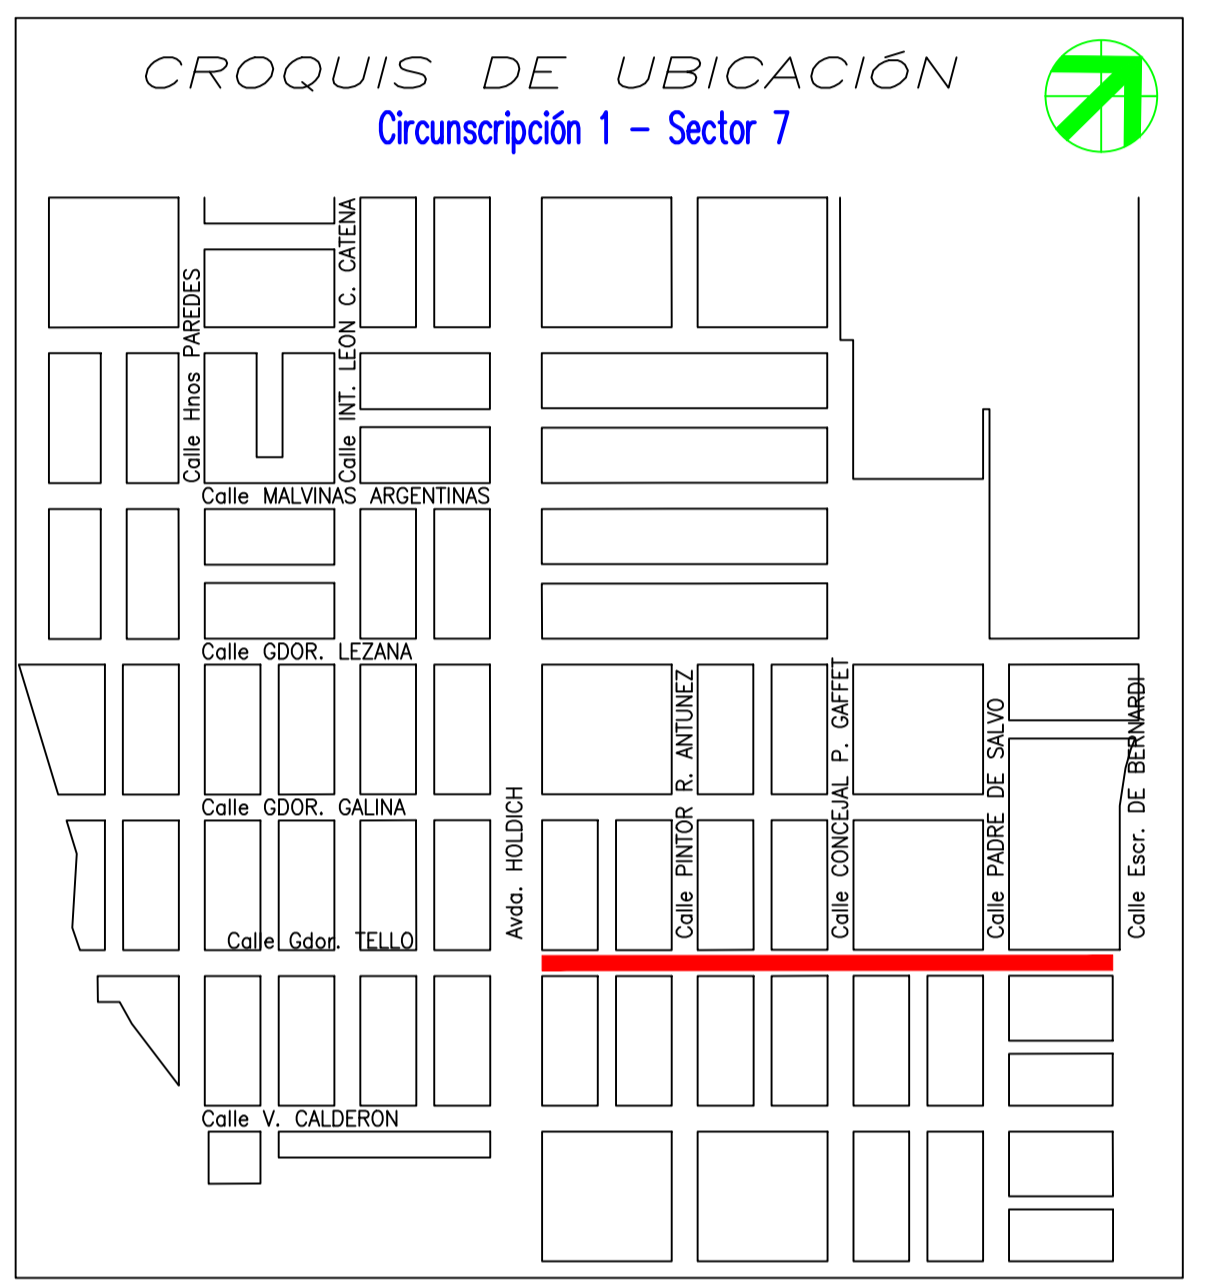 CROQUIS DE UBICACIÓN
Circunscripción 1 – Sector 7
Calle Hnos PAREDES
Calle INT. LEON C. CATENA
Calle MALVINAS ARGENTINAS
Calle GDOR. LEZANA
Calle GDOR. GALINA
Avda. HOLDICH
Calle PINTOR R. ANTUNEZ
Calle CONCEJAL P. GAFFET
Calle PADRE DE SALVO
Calle Escr. DE BERNARDI
Calle Gdor. TELLO
Calle V. CALDERON